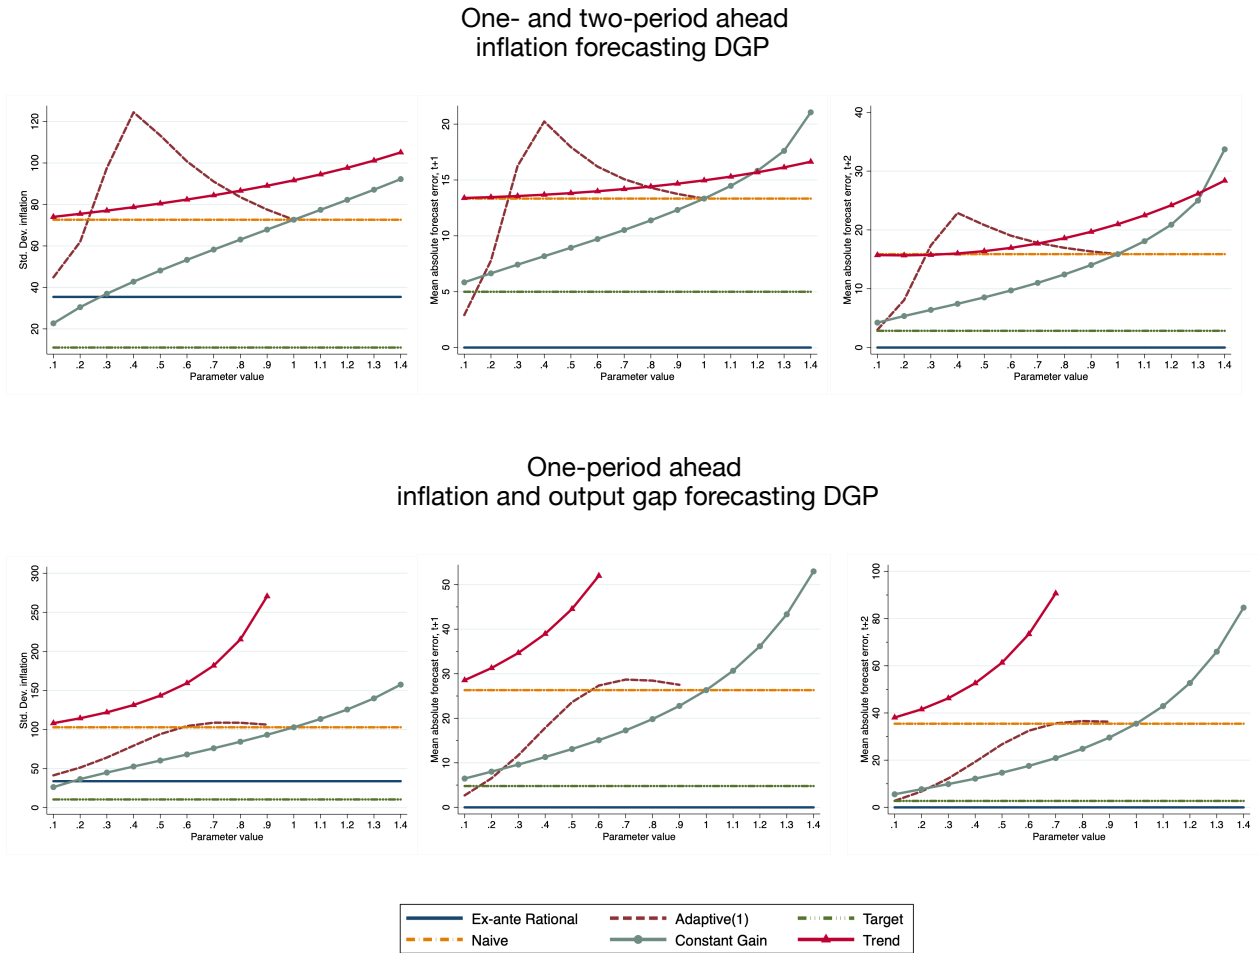 One- and two-period ahead
inflation forecasting DGP
Std. Dev. inflation
20 40 60 80 100 120
.1 .2 .3 .4 .5 .6 .7 .8 .9 1 1.1 1.2 1.3 1.4
Parameter value
Mean absolute forecast error, t+1
0 5 10 15 20
.1 .2 .3 .4 .5 .6 .7 .8 .9 1 1.1 1.2 1.3 1.4
Parameter value
Mean absolute forecast error, t+2
0 10 20 30 40
.1 .2 .3 .4 .5 .6 .7 .8 .9 1 1.1 1.2 1.3 1.4
Parameter value
One-period ahead
inflation and output gap forecasting DGP
Std. Dev. inflation
0 50 100 150 200 250 300
.1 .2 .3 .4 .5 .6 .7 .8 .9 1 1.1 1.2 1.3 1.4
Parameter value
Mean absolute forecast error, t+1
0 10 20 30 40 50
.1 .2 .3 .4 .5 .6 .7 .8 .9 1 1.1 1.2 1.3 1.4
Parameter value
Mean absolute forecast error, t+2
0 20 40 60 80 100
.1 .2 .3 .4 .5 .6 .7 .8 .9 1 1.1 1.2 1.3 1.4
Parameter value
Ex-ante Rational Adaptive(1) Target
Naive Constant Gain Trend